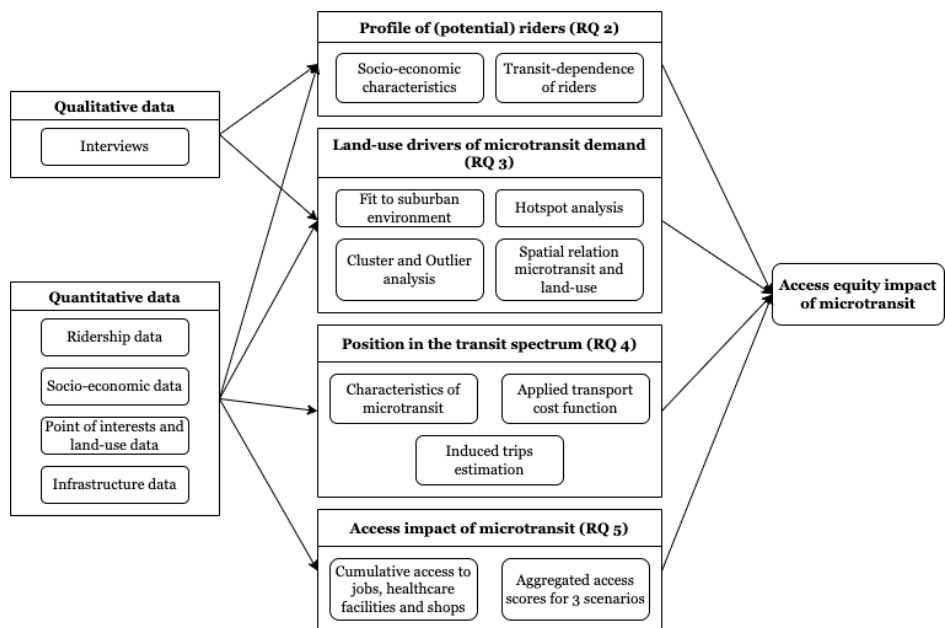 Qualitative data
Interviews
Quantitative data
Ridership data
Socio-economic data
Point of interests and
land-use data
Infrastructure data
Profile of (potential) riders (RQ 2)
Socio-economic
characteristics
Transit-dependence
of riders
Land-use drivers of microtransit demand
(RQ 3)
Fit to suburban
environment
Hotspot analysis
Cluster and Outlier
analysis
Spatial relation
microtransit and
land-use
Position in the transit spectrum (RQ 4)
Characteristics of
microtransit
Applied transport
cost function
Induced trips
estimation
Access impact of microtransit (RQ 5)
Cumulative access to
jobs, healthcare
facilities and shops
Aggregated access
scores for 3 scenarios
Access equity impact
of microtransit